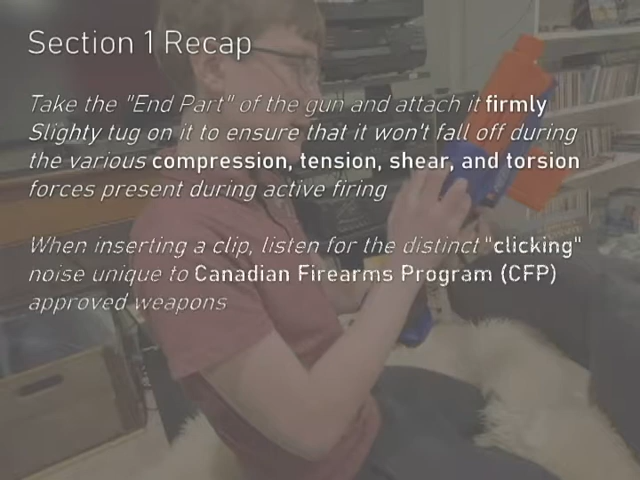 Section 1 Recap
Take the "End Part" of the gun and attach it firmly
Slighty tug on it to ensure that it won't fall off during
the various compression, tension, shear, and torsion
forces present during active firing
When inserting a clip, listen for the distinct "clicking"
noise unique to Canadian Firearms Program (CFP)
approved weapons